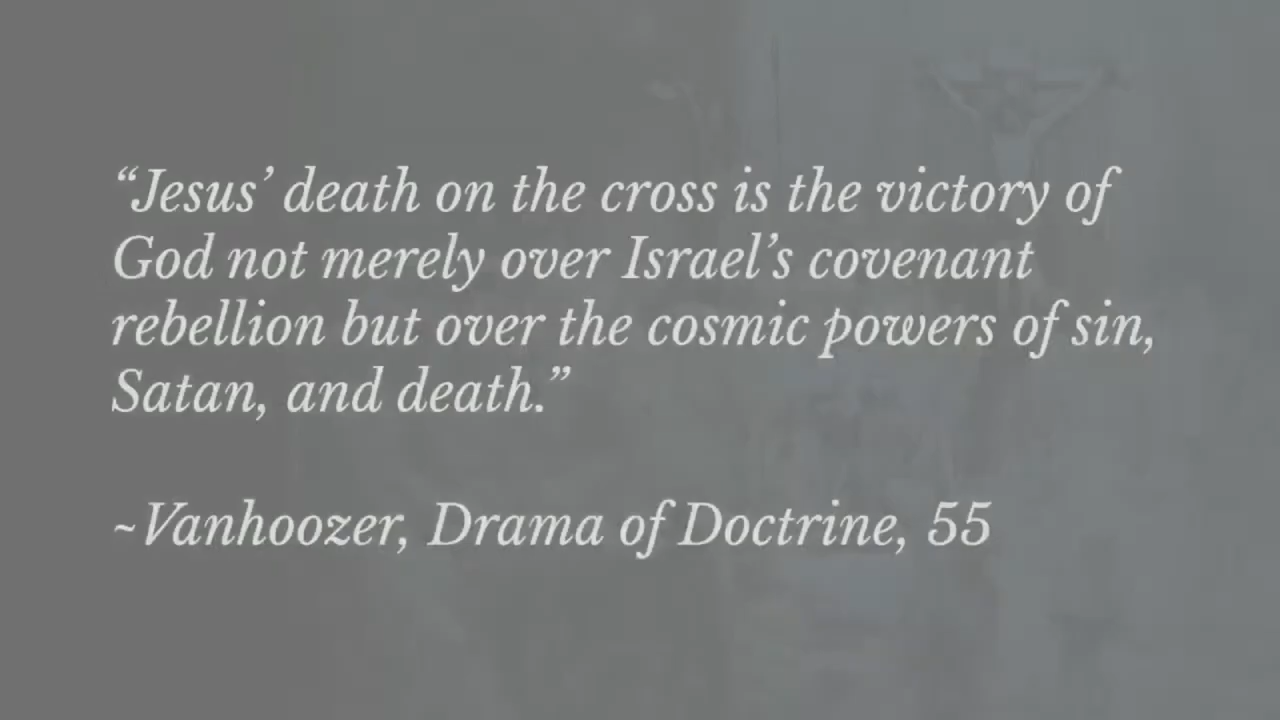 “Jesus’ death on the cross is the victory of
God not merely over Israel’s covenant
rebellion but over the cosmic powers of sin,
Satan, and death.”
~Vanhoozer, Drama of Doctrine, 55